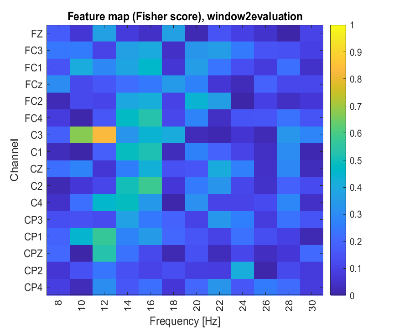 Feature map (Fisher score), window2evaluation
Channel
FZ
FC3
FC1
FCz
FC2
FC4
C3
C1
CZ
C2
C4
CP3
CP1
CPZ
CP2
CP4
8 10 12 14 16 18 20 22 24 26 28 30
Frequency [Hz]
1
0.9
0.8
0.7
0.6
0.5
0.4
0.3
0.2
0.1
0